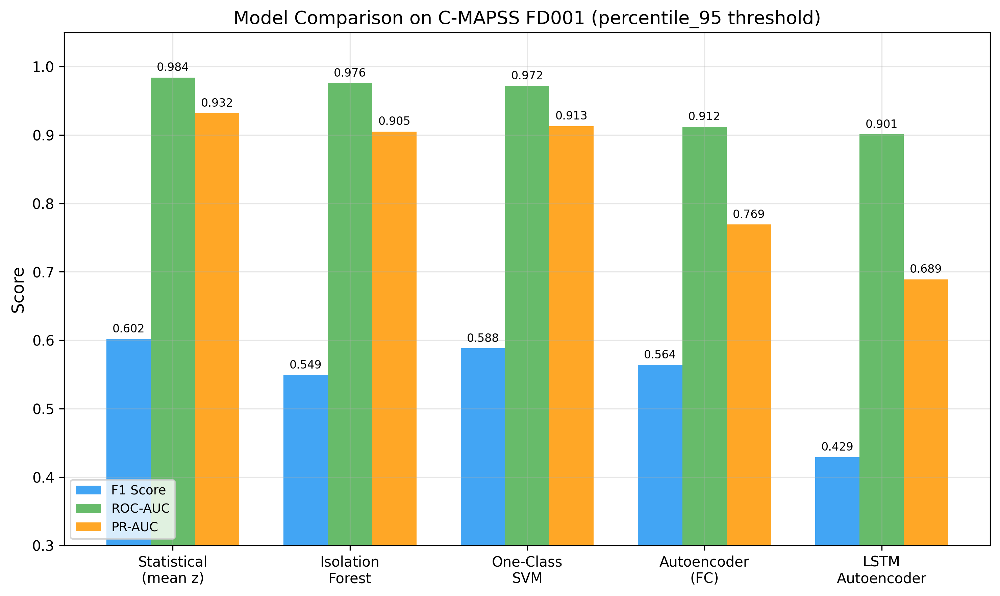 Model Comparison on C-MAPSS FD001 (percentile_95 threshold)
Score
1.0
0.9
0.8
0.7
0.6
0.5
0.4
0.3
0.602
0.984
0.932
0.549
0.976
0.905
0.588
0.972
0.913
0.564
0.912
0.769
0.429
0.901
0.689
F1 Score
ROC-AUC
PR-AUC
Statistical
(mean z)
Isolation
Forest
One-Class
SVM
Autoencoder
(FC)
LSTM
Autoencoder